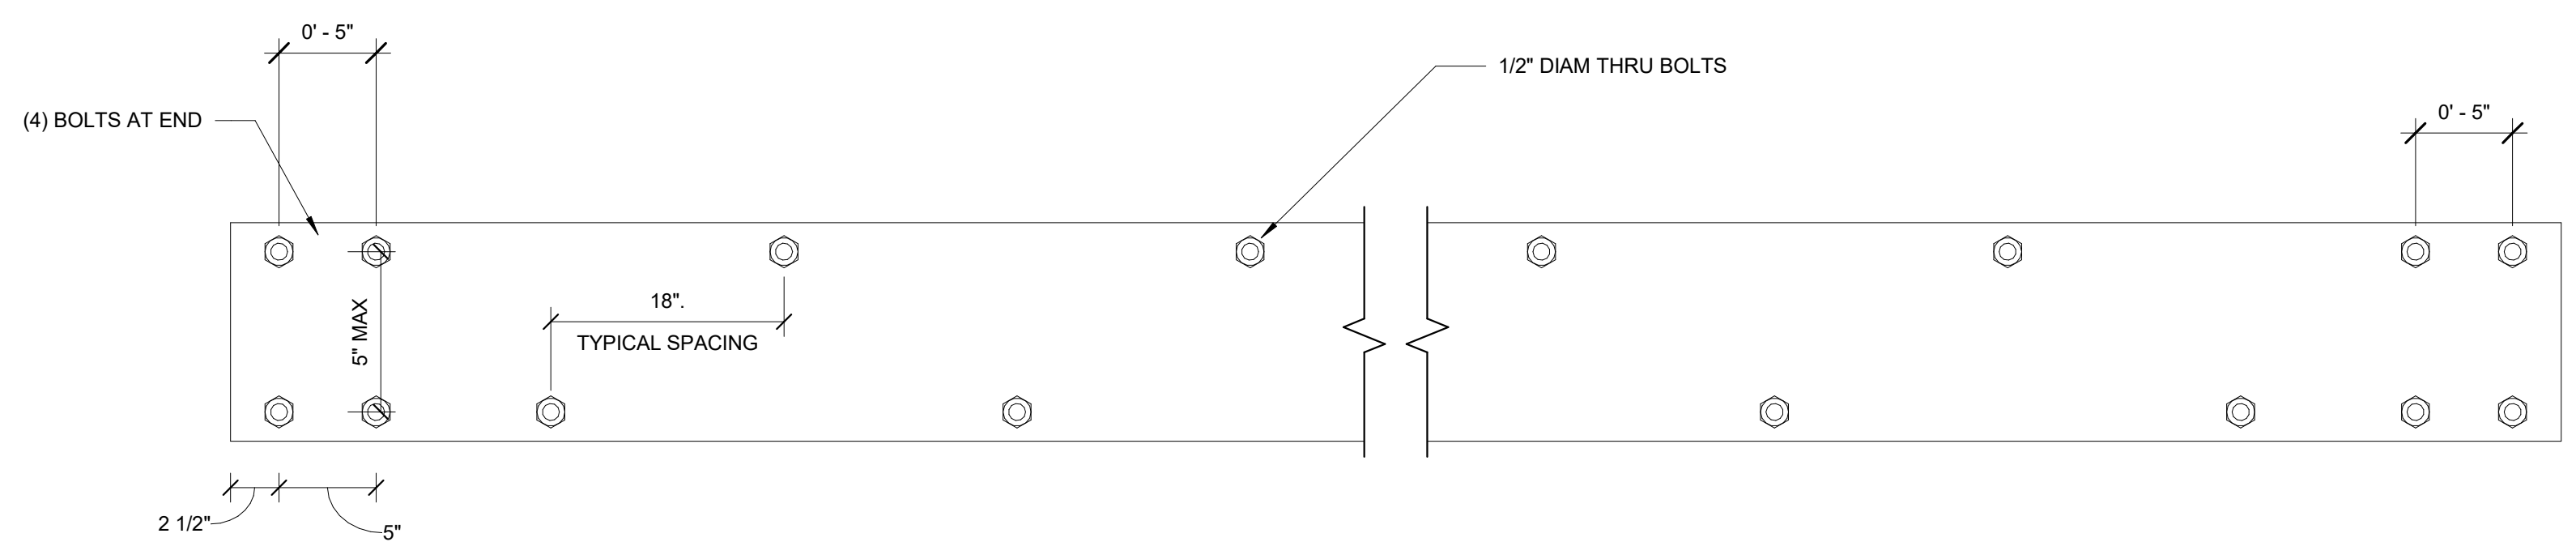 0' - 5"
1/2" DIAM THRU BOLTS
0' - 5"
(4) BOLTS AT END
18".
5" MAX
TYPICAL SPACING
2 1/2"
5"